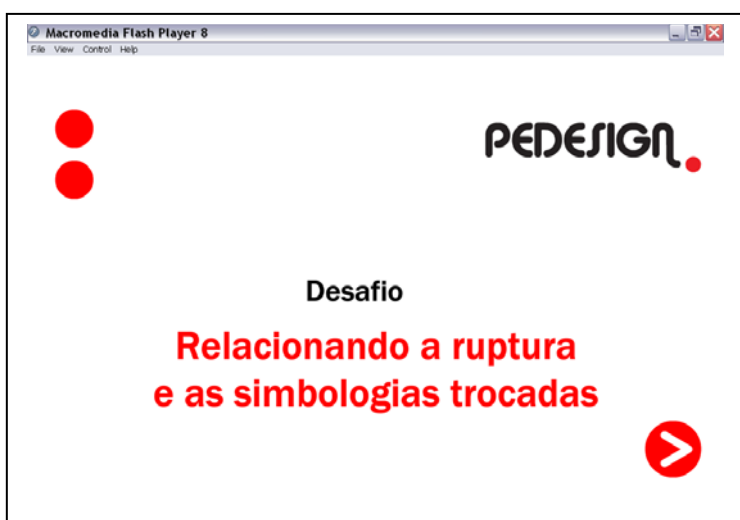 Macromedia Flash Player 8
File View Control Help
PEDESIGN.
Desafio
Relacionando a ruptura
e as simbologias trocadas